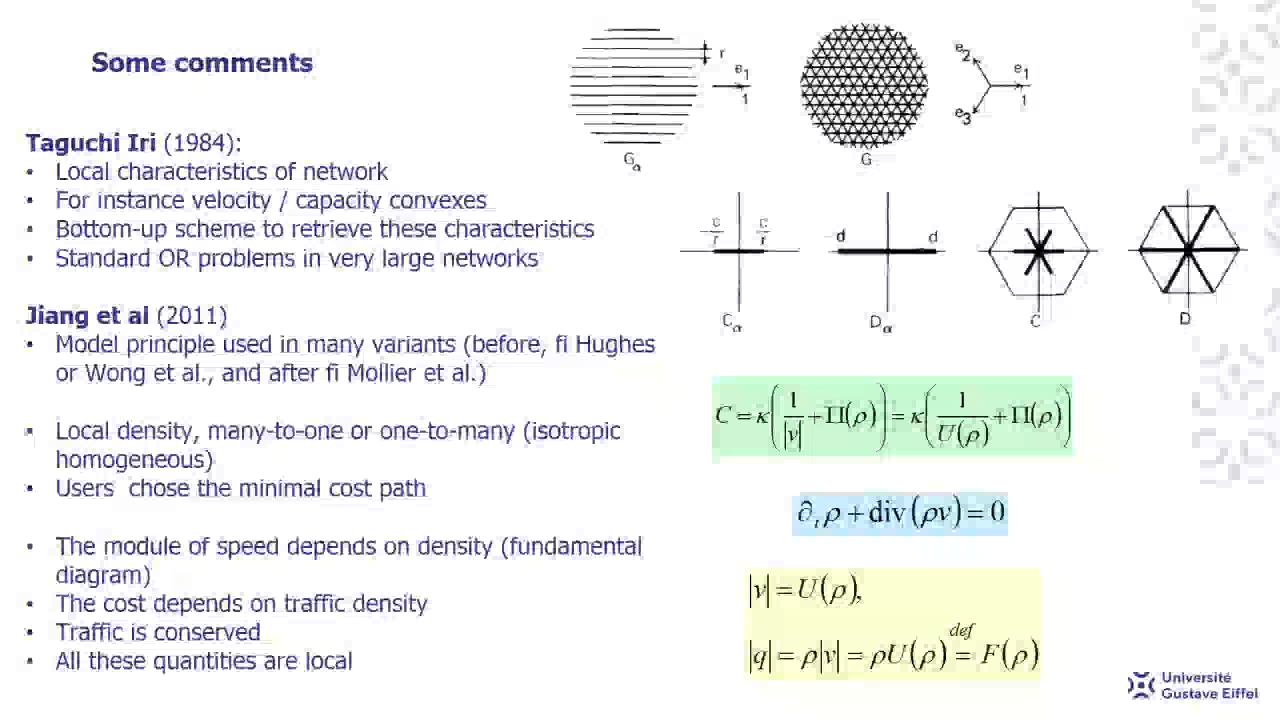 Some comments
Taguchi Iri (1984):
• Local characteristics of network
• For instance velocity / capacity convexes
• Bottom-up scheme to retrieve these characteristics
• Standard OR problems in very large networks
Jiang et al (2011)
• Model principle used in many variants (before, fi Hughes
or Wong et al., and after fi Mollier et al.)
• Local density, many-to-one or one-to-many (isotropic
homogeneous)
• Users chose the minimal cost path
• The module of speed depends on density (fundamental
diagram)
• The cost depends on traffic density
• Traffic is conserved
• All these quantities are local
r
e₁
1
Gα
G
e₂
e₁
1
e₃
-c/r c/r
Cα
d d
Dα
C
D
C = κ(1/|v| + Π(ρ)) = κ(1/U(ρ) + Π(ρ))
∂ₜρ + div(ρv) = 0
|v| = U(ρ),
|q| = ρ|v| = ρU(ρ) =def F(ρ)
Université
Gustave Eiffel